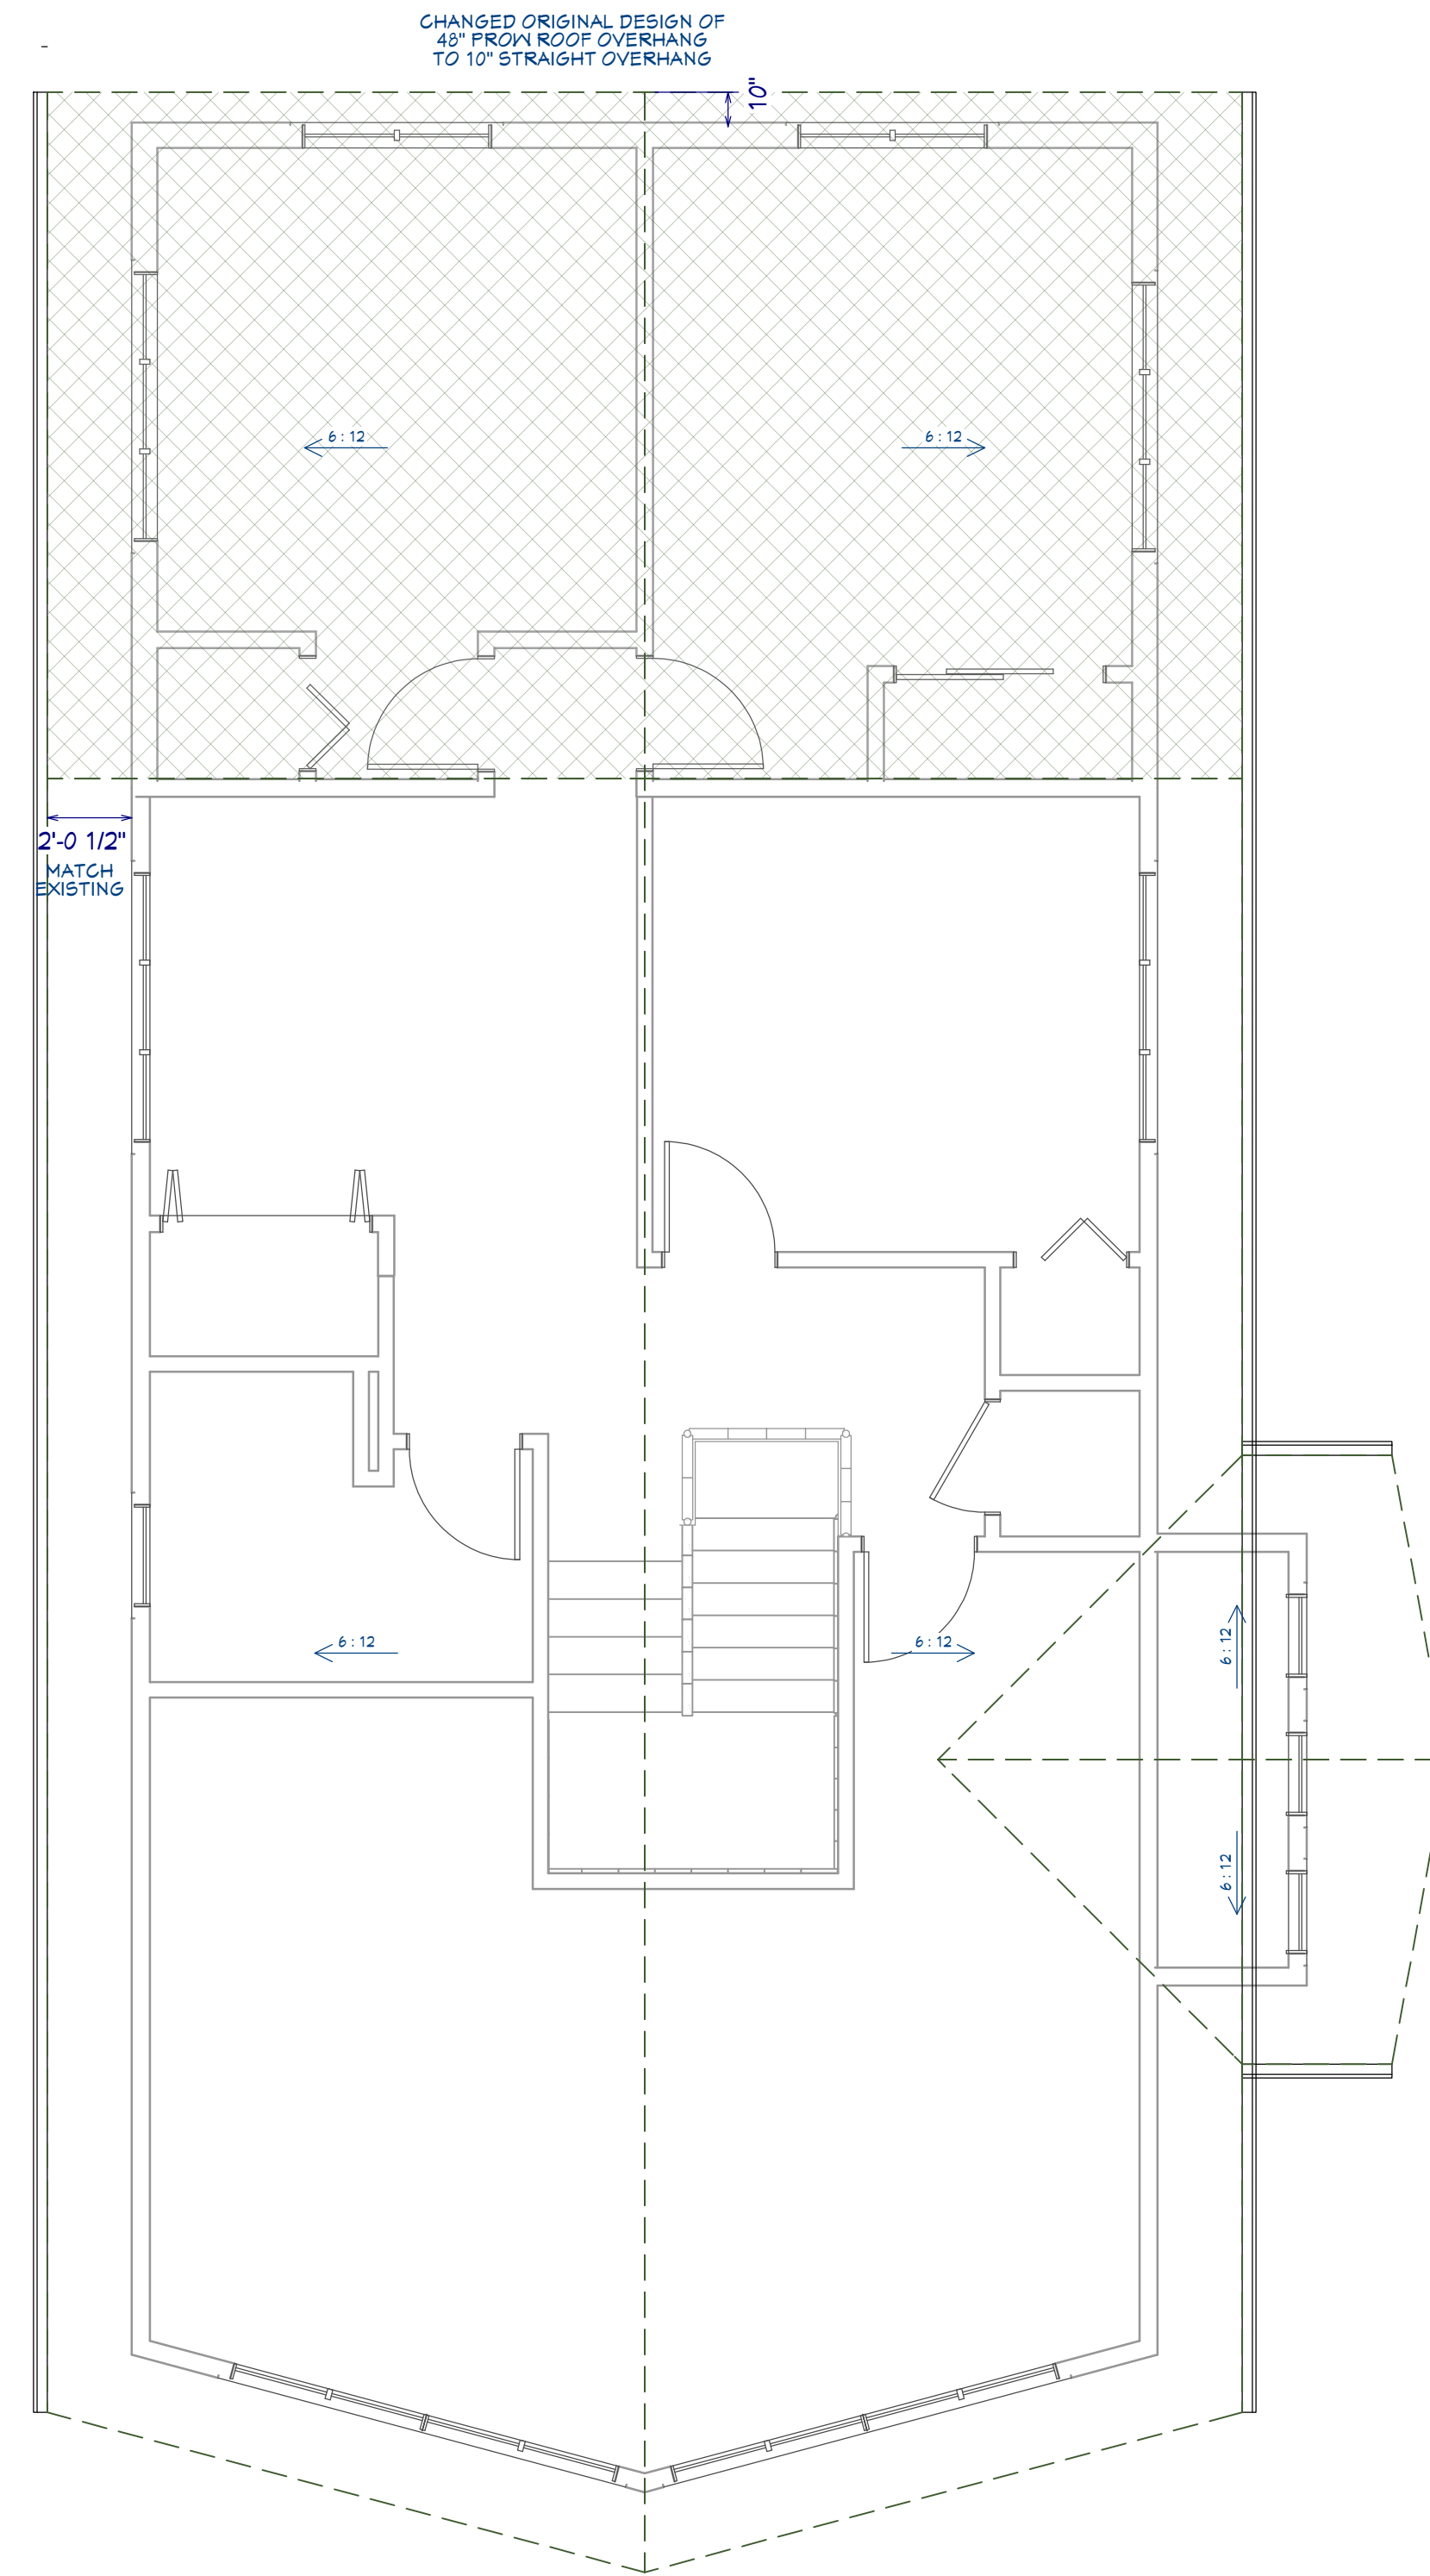 CHANGED ORIGINAL DESIGN OF
48" PROW ROOF OVERHANG
TO 10" STRAIGHT OVERHANG
10"
6 : 12
6 : 12
2'-0 1/2"
MATCH
EXISTING
6 : 12
6 : 12
6 : 12
6 : 12